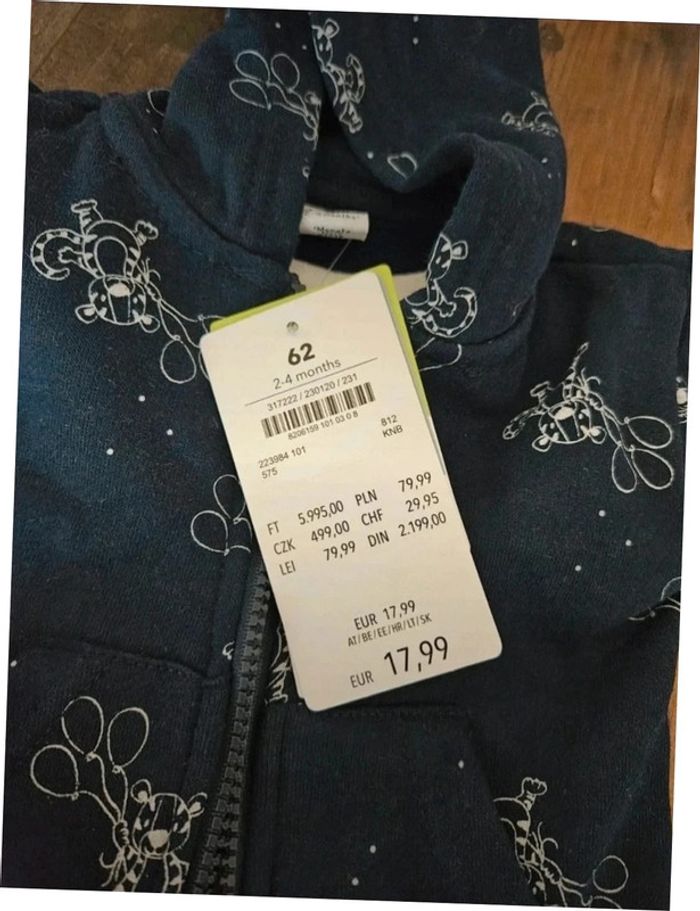 62
2-4 months
317222 / 230120 / 231
8206159 101 03 0 8
812
KNB
223984 101
575
FT 5.995,00 PLN 79,99
CZK 499,00 CHF 29,95
LEI 79,99 DIN 2.199,00
EUR 17,99
AT/BE/EE/HR/LT/SK
EUR 17,99